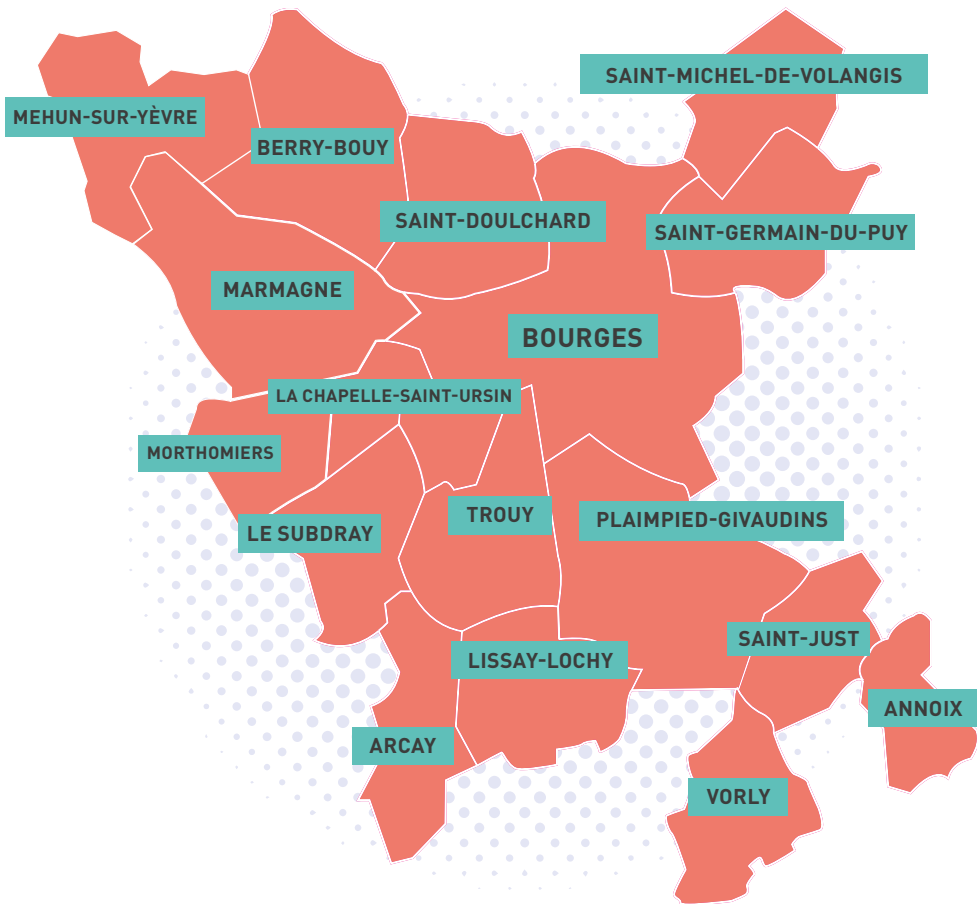 SAINT-MICHEL-DE-VOLANGIS
MEHUN-SUR-YÈVRE
BERRY-BOUY
SAINT-DOULCHARD
SAINT-GERMAIN-DU-PUY
MARMAGNE
BOURGES
LA CHAPELLE-SAINT-URSIN
MORTHOMIERS
TROUY
PLAIMPIED-GIVAUDINS
LE SUBDRAY
SAINT-JUST
LISSAY-LOCHY
ANNOIX
ARCAY
VORLY